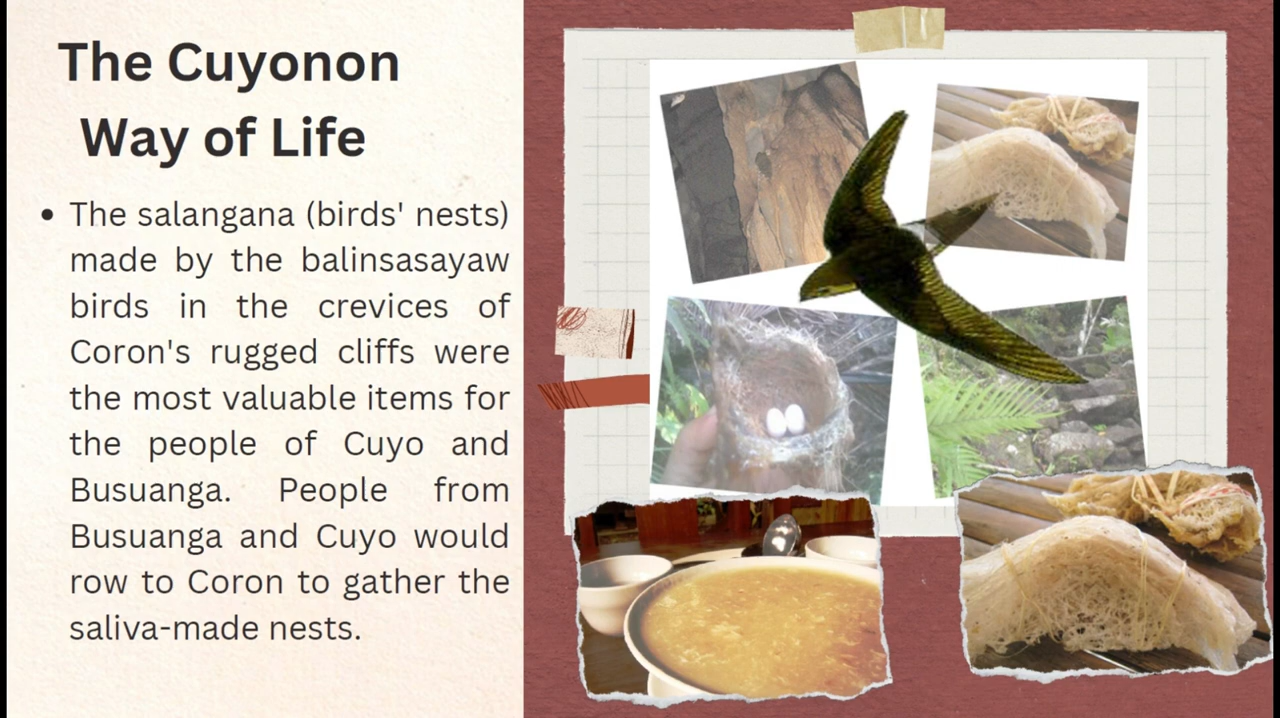 The Cuyonon
Way of Life
• The salangana (birds' nests)
made by the balinsasayaw
birds in the crevices of
Coron's rugged cliffs were
the most valuable items for
the people of Cuyo and
Busuanga. People from
Busuanga and Cuyo would
row to Coron to gather the
saliva-made nests.